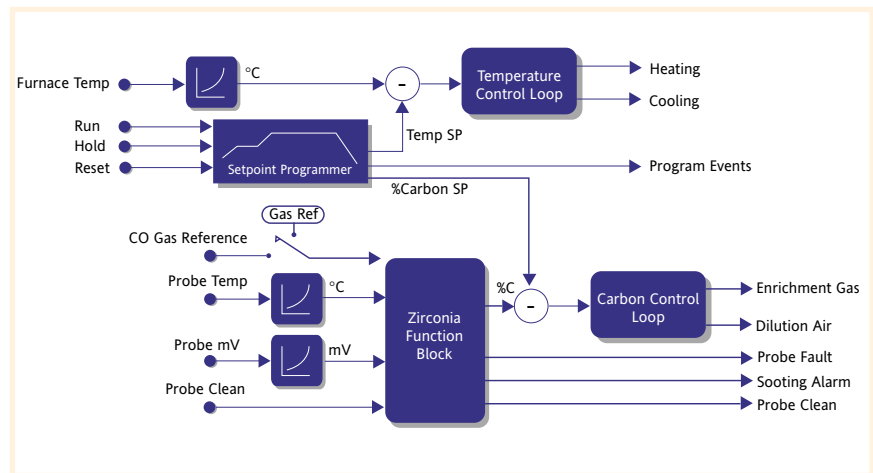 Furnace Temp
°C
-
Temperature
Control Loop
Heating
Cooling
Run
Hold
Reset
Setpoint Programmer
Temp SP
Program Events
%Carbon SP
Gas Ref
CO Gas Reference
Probe Temp
°C
Zirconia
Function
Block
%C
-
Carbon Control
Loop
Enrichment Gas
Dilution Air
Probe mV
mV
Probe Fault
Sooting Alarm
Probe Clean
Probe Clean